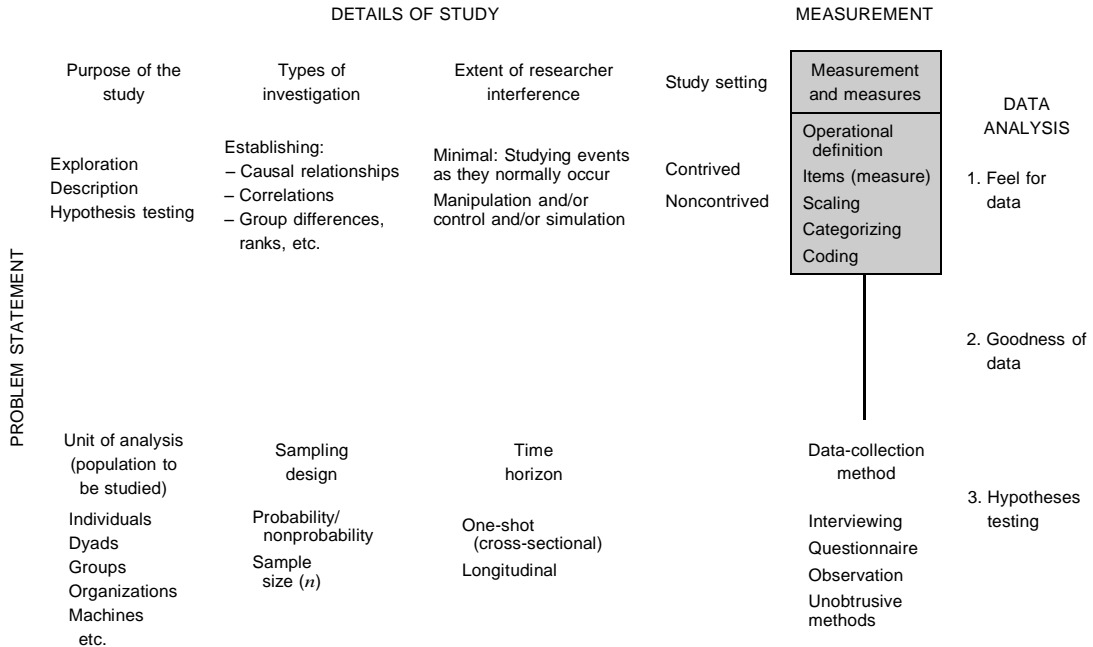 DETAILS OF STUDY
MEASUREMENT
Purpose of the
study
Exploration
Description
Hypothesis testing
Types of
investigation
Establishing:
– Causal relationships
– Correlations
– Group differences,
ranks, etc.
Extent of researcher
interference
Minimal: Studying events
as they normally occur
Manipulation and/or
control and/or simulation
Study setting
Contrived
Noncontrived
Measurement
and measures
Operational
definition
Items (measure)
Scaling
Categorizing
Coding
DATA
ANALYSIS
1. Feel for
data
2. Goodness of
data
3. Hypotheses
testing
PROBLEM STATEMENT
Unit of analysis
(population to
be studied)
Individuals
Dyads
Groups
Organizations
Machines
etc.
Sampling
design
Probability/
nonprobability
Sample
size (n)
Time
horizon
One-shot
(cross-sectional)
Longitudinal
Data-collection
method
Interviewing
Questionnaire
Observation
Unobtrusive
methods